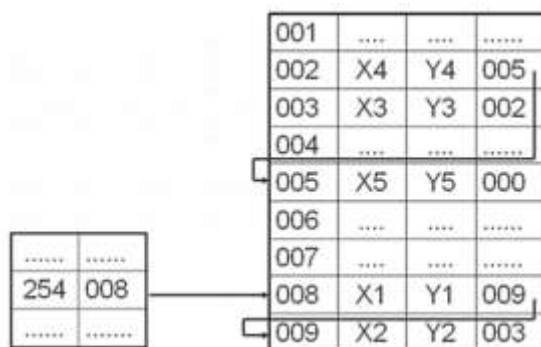 001 .... .... ......
002 X4 Y4 005
003 X3 Y3 002
004 .... .... ......
005 X5 Y5 000
006 .... .... ......
007 .... .... ......
008 X1 Y1 009
009 X2 Y2 003
...... ......
254 008
...... .......